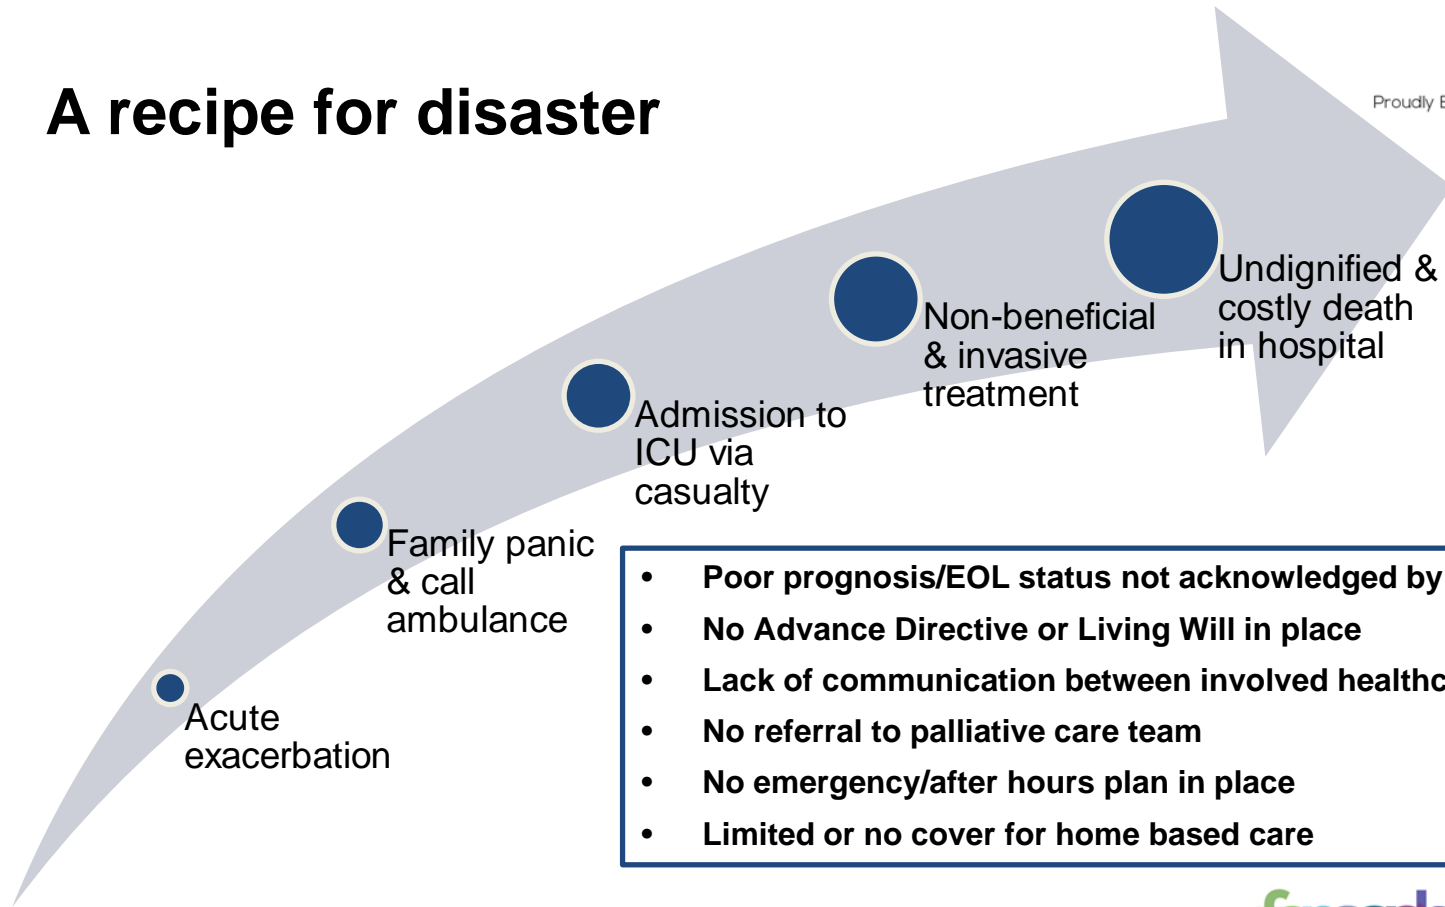 A recipe for disaster
Proudly
Undignified &
costly death
in hospital
Non-beneficial
& invasive
treatment
Admission to
ICU via
casualty
Family panic
& call
ambulance
Acute
exacerbation
• Poor prognosis/EOL status not acknowledged by
• No Advance Directive or Living Will in place
• Lack of communication between involved
• No referral to palliative care team
• No emergency/after hours plan in place
• Limited or no cover for home based care